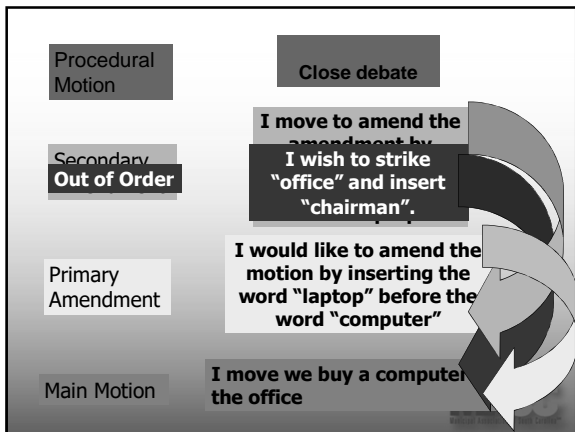 Procedural
Motion
Close debate
I move to amend the
amendment by
Secondary
Out of Order
I wish to strike
“office” and insert
“chairman”.
Primary
Amendment
I would like to amend the
motion by inserting the
word “laptop” before the
word “computer”
Main Motion
I move we buy a computer
the office